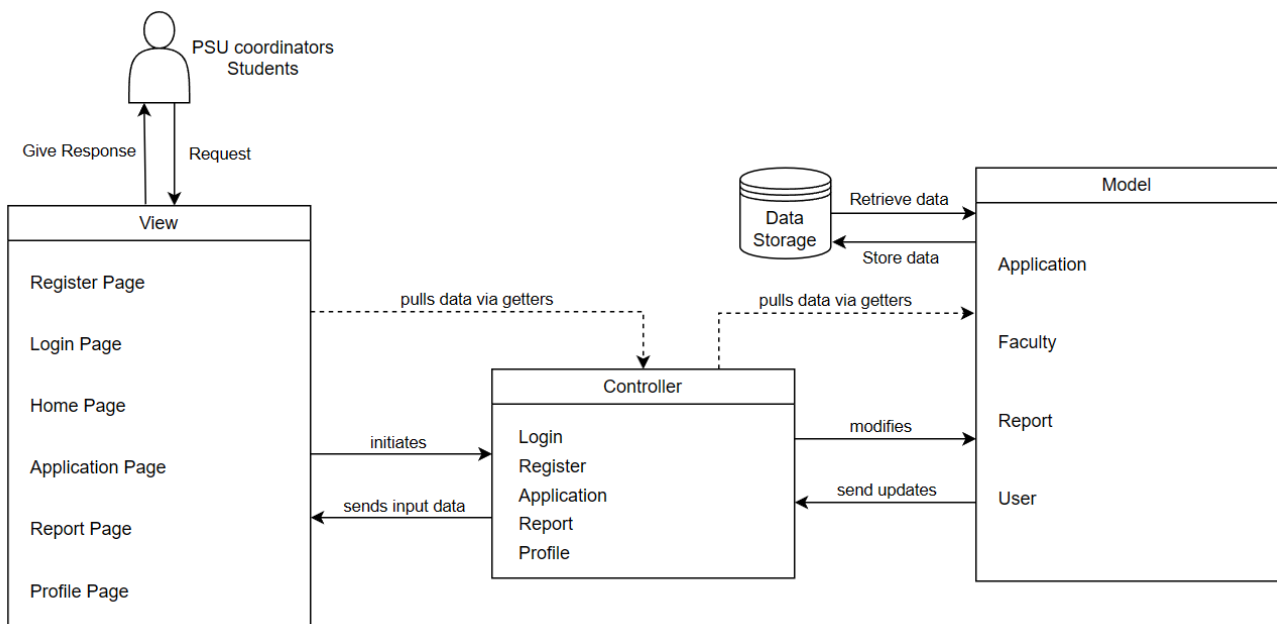 PSU coordinators
Students
Give Response
Request
View
Register Page
Login Page
Home Page
Application Page
Report Page
Profile Page
pulls data via getters
initiates
sends input data
Controller
Login
Register
Application
Report
Profile
pulls data via getters
modifies
send updates
Data
Storage
Retrieve data
Store data
Model
Application
Faculty
Report
User